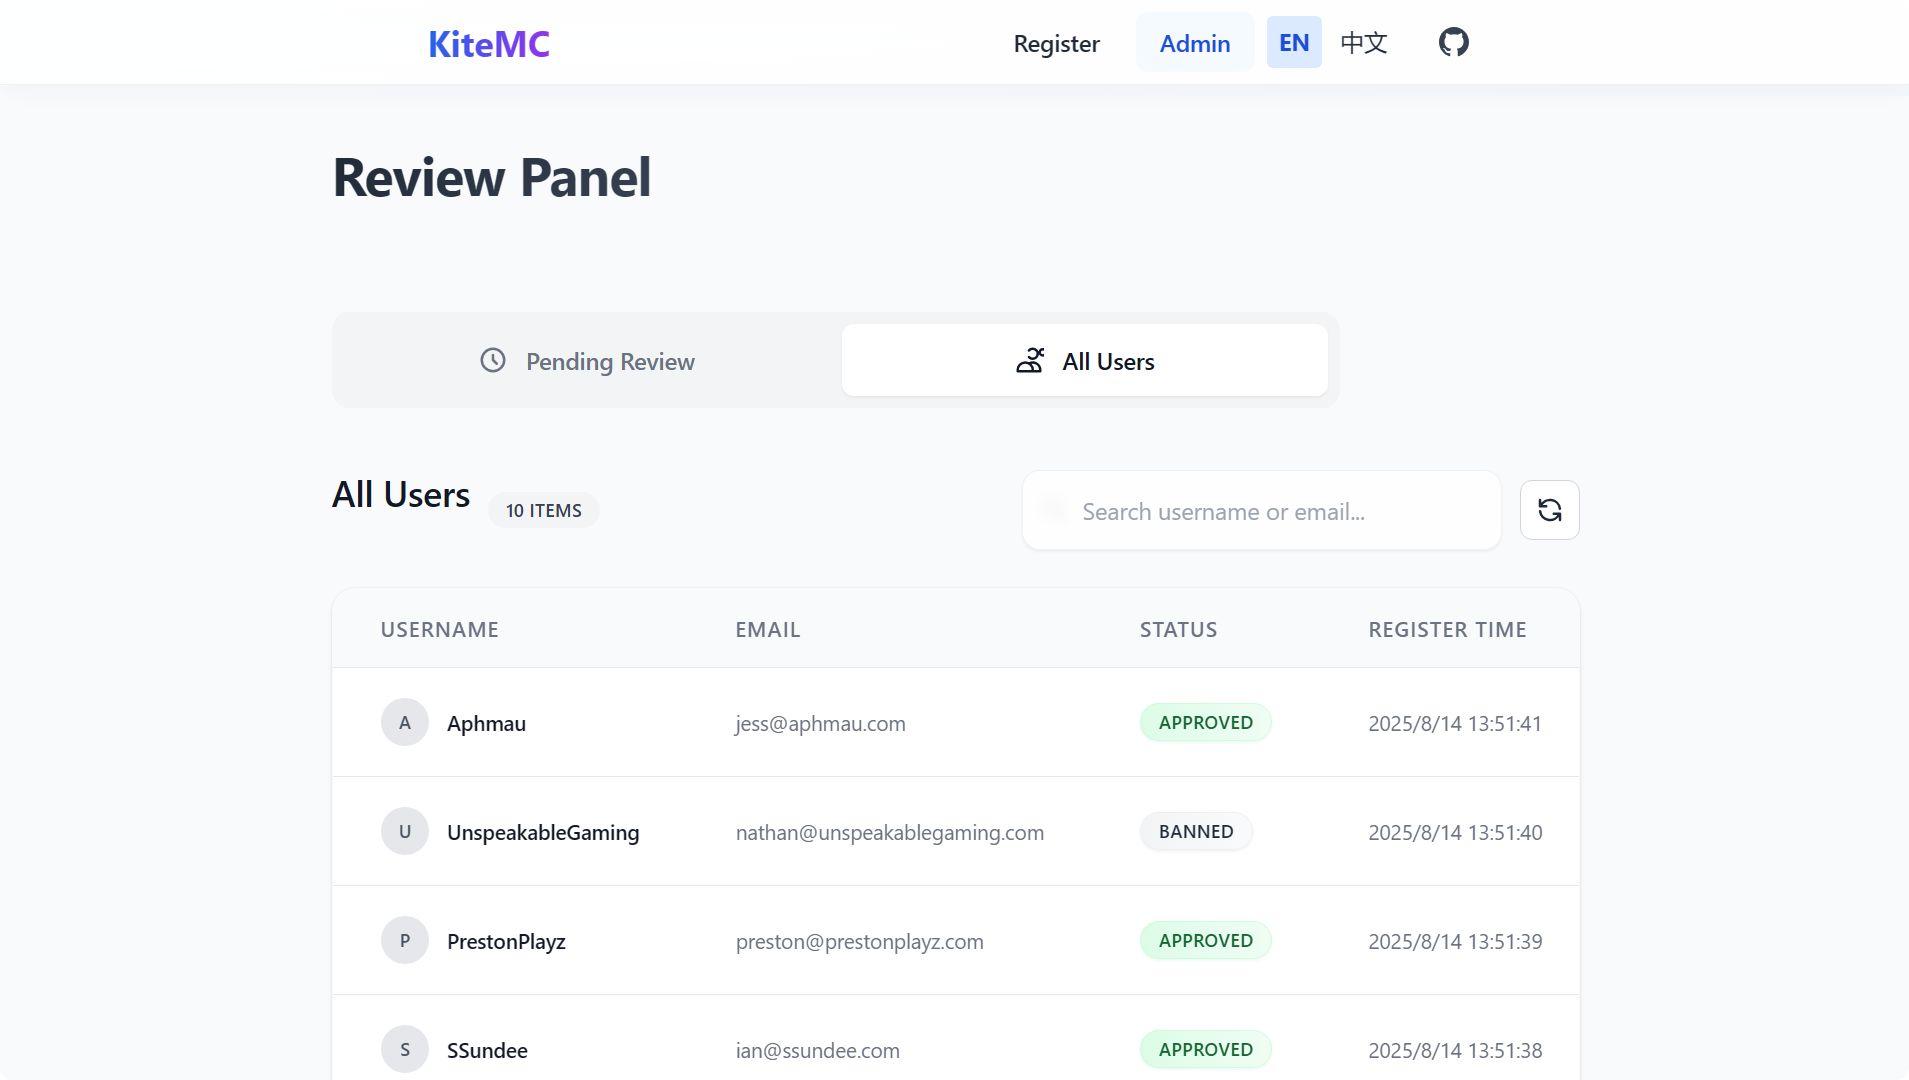 KiteMC
Register
Admin
EN
中文
Review Panel
Pending Review
All Users
All Users
10 ITEMS
Search username or email...
USERNAME EMAIL STATUS REGISTER TIME
A Aphmau jess@aphmau.com APPROVED 2025/8/14 13:51:41
U UnspeakableGaming nathan@unspeakablegaming.com BANNED 2025/8/14 13:51:40
P PrestonPlayz preston@prestonplayz.com APPROVED 2025/8/14 13:51:39
S SSundee ian@ssundee.com APPROVED 2025/8/14 13:51:38